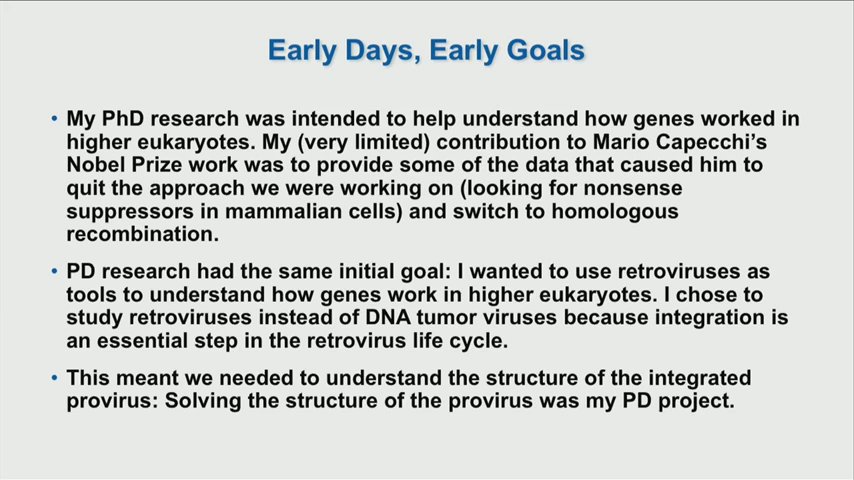 Early Days, Early Goals
• My PhD research was intended to help understand how genes worked in
higher eukaryotes. My (very limited) contribution to Mario Capecchi's
Nobel Prize work was to provide some of the data that caused him to
quit the approach we were working on (looking for nonsense
suppressors in mammalian cells) and switch to homologous
recombination.
• PD research had the same initial goal: I wanted to use retroviruses as
tools to understand how genes work in higher eukaryotes. I chose to
study retroviruses instead of DNA tumor viruses because integration is
an essential step in the retrovirus life cycle.
• This meant we needed to understand the structure of the integrated
provirus: Solving the structure of the provirus was my PD project.